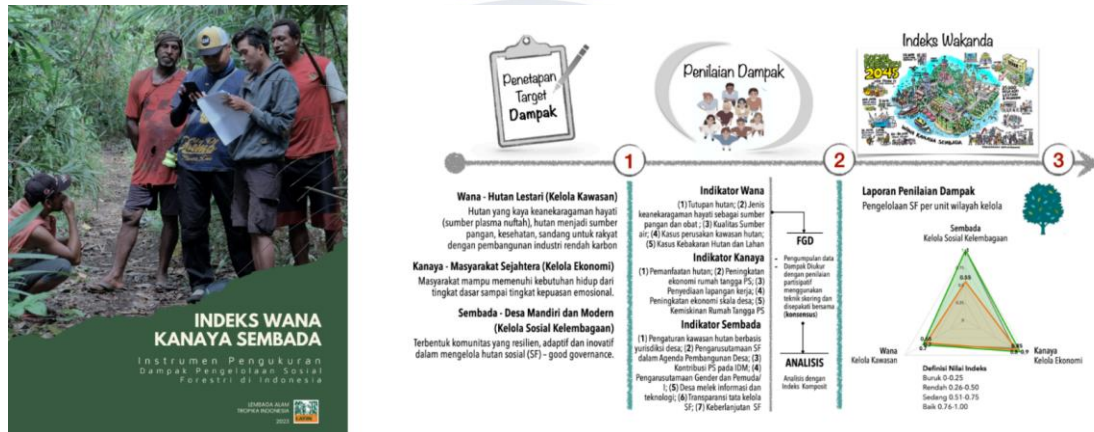 INDEKS WANA
KANAYA SEMBADA
Instrumen Pengukuran
Dampak Pengelolaan Sosial
Forestri di Indonesia
LEMBAGA ALAM
TROPIKA INDONESIA
2023
Penetapan
Target
Dampak
Penilaian Dampak
Indeks Wakanda
2045
1
2
3
Wana - Hutan Lestari (Kelola Kawasan)
Hutan yang kaya keanekaragaman hayati
(sumber plasma nuftah), hutan menjadi sumber
pangan, kesehatan, sandang untuk rakyat
dengan pembangunan industri rendah karbon
Kanaya - Masyarakat Sejahtera (Kelola Ekonomi)
Masyarakat mampu memenuhi kebutuhan hidup dari
tingkat dasar sampai tingkat kepuasan emosional.
Sembada - Desa Mandiri dan Modern
(Kelola Sosial Kelembagaan)
Terbentuk komunitas yang resilien, adaptif dan inovatif
dalam mengelola hutan sosial (SF) – good governance.
Indikator Wana
(1)Tutupan hutan; (2) Jenis
keanekaragaman hayati sebagai sumber
pangan dan obat ; (3) Kualitas Sumber
air; (4) Kasus perusakan kawasan hutan;
(5) Kasus Kebakaran Hutan dan Lahan
Indikator Kanaya
(1) Pemanfaatan hutan; (2) Peningkatan
ekonomi rumah tangga PS; (3)
Penyediaan lapangan kerja; (4)
Peningkatan ekonomi skala desa; (5)
Kemiskinan Rumah Tangga PS
Indikator Sembada
(1) Pengaturan kawasan hutan berbasis
yurisdiksi desa; (2) Pengarusutamaan SF
dalam Agenda Pembangunan Desa; (3)
Kontribusi PS pada IDM; (4)
Pengarusutamaan Gender dan Pemuda/
I; (5) Desa melek informasi dan
teknologi; (6) Transparansi tata kelola
SF; (7) Keberlanjutan SF
FGD
- Pengumpulan data
- Dampak Diukur
dengan penilaian
partisipatif
menggunakan
teknik skoring dan
disepakati bersama
(konsensus)
ANALISIS
Analisis dengan
Indeks Komposit
Laporan Penilaian Dampak
Pengelolaan SF per unit wilayah kelola
Sembada
Kelola Sosial Kelembagaan
0.55
Wana
Kelola Kawasan
Kanaya
Kelola Ekonomi
Definisi Nilai Indeks
Buruk 0-0.25
Rendah 0.26-0.50
Sedang 0.51-0.75
Baik 0.76-1.00